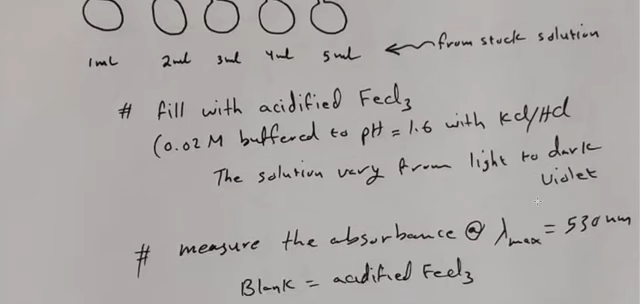 1mL 2ml 3ml 4ml 5ml from stock solution
# fill with acidified FeCl3
(0.02 M buffered to pH = 1.6 with KCl/HCl
The solution vary from light to dark
violet
# measure the absorbance @ λmax = 530 nm
Blank = acidified FeCl3